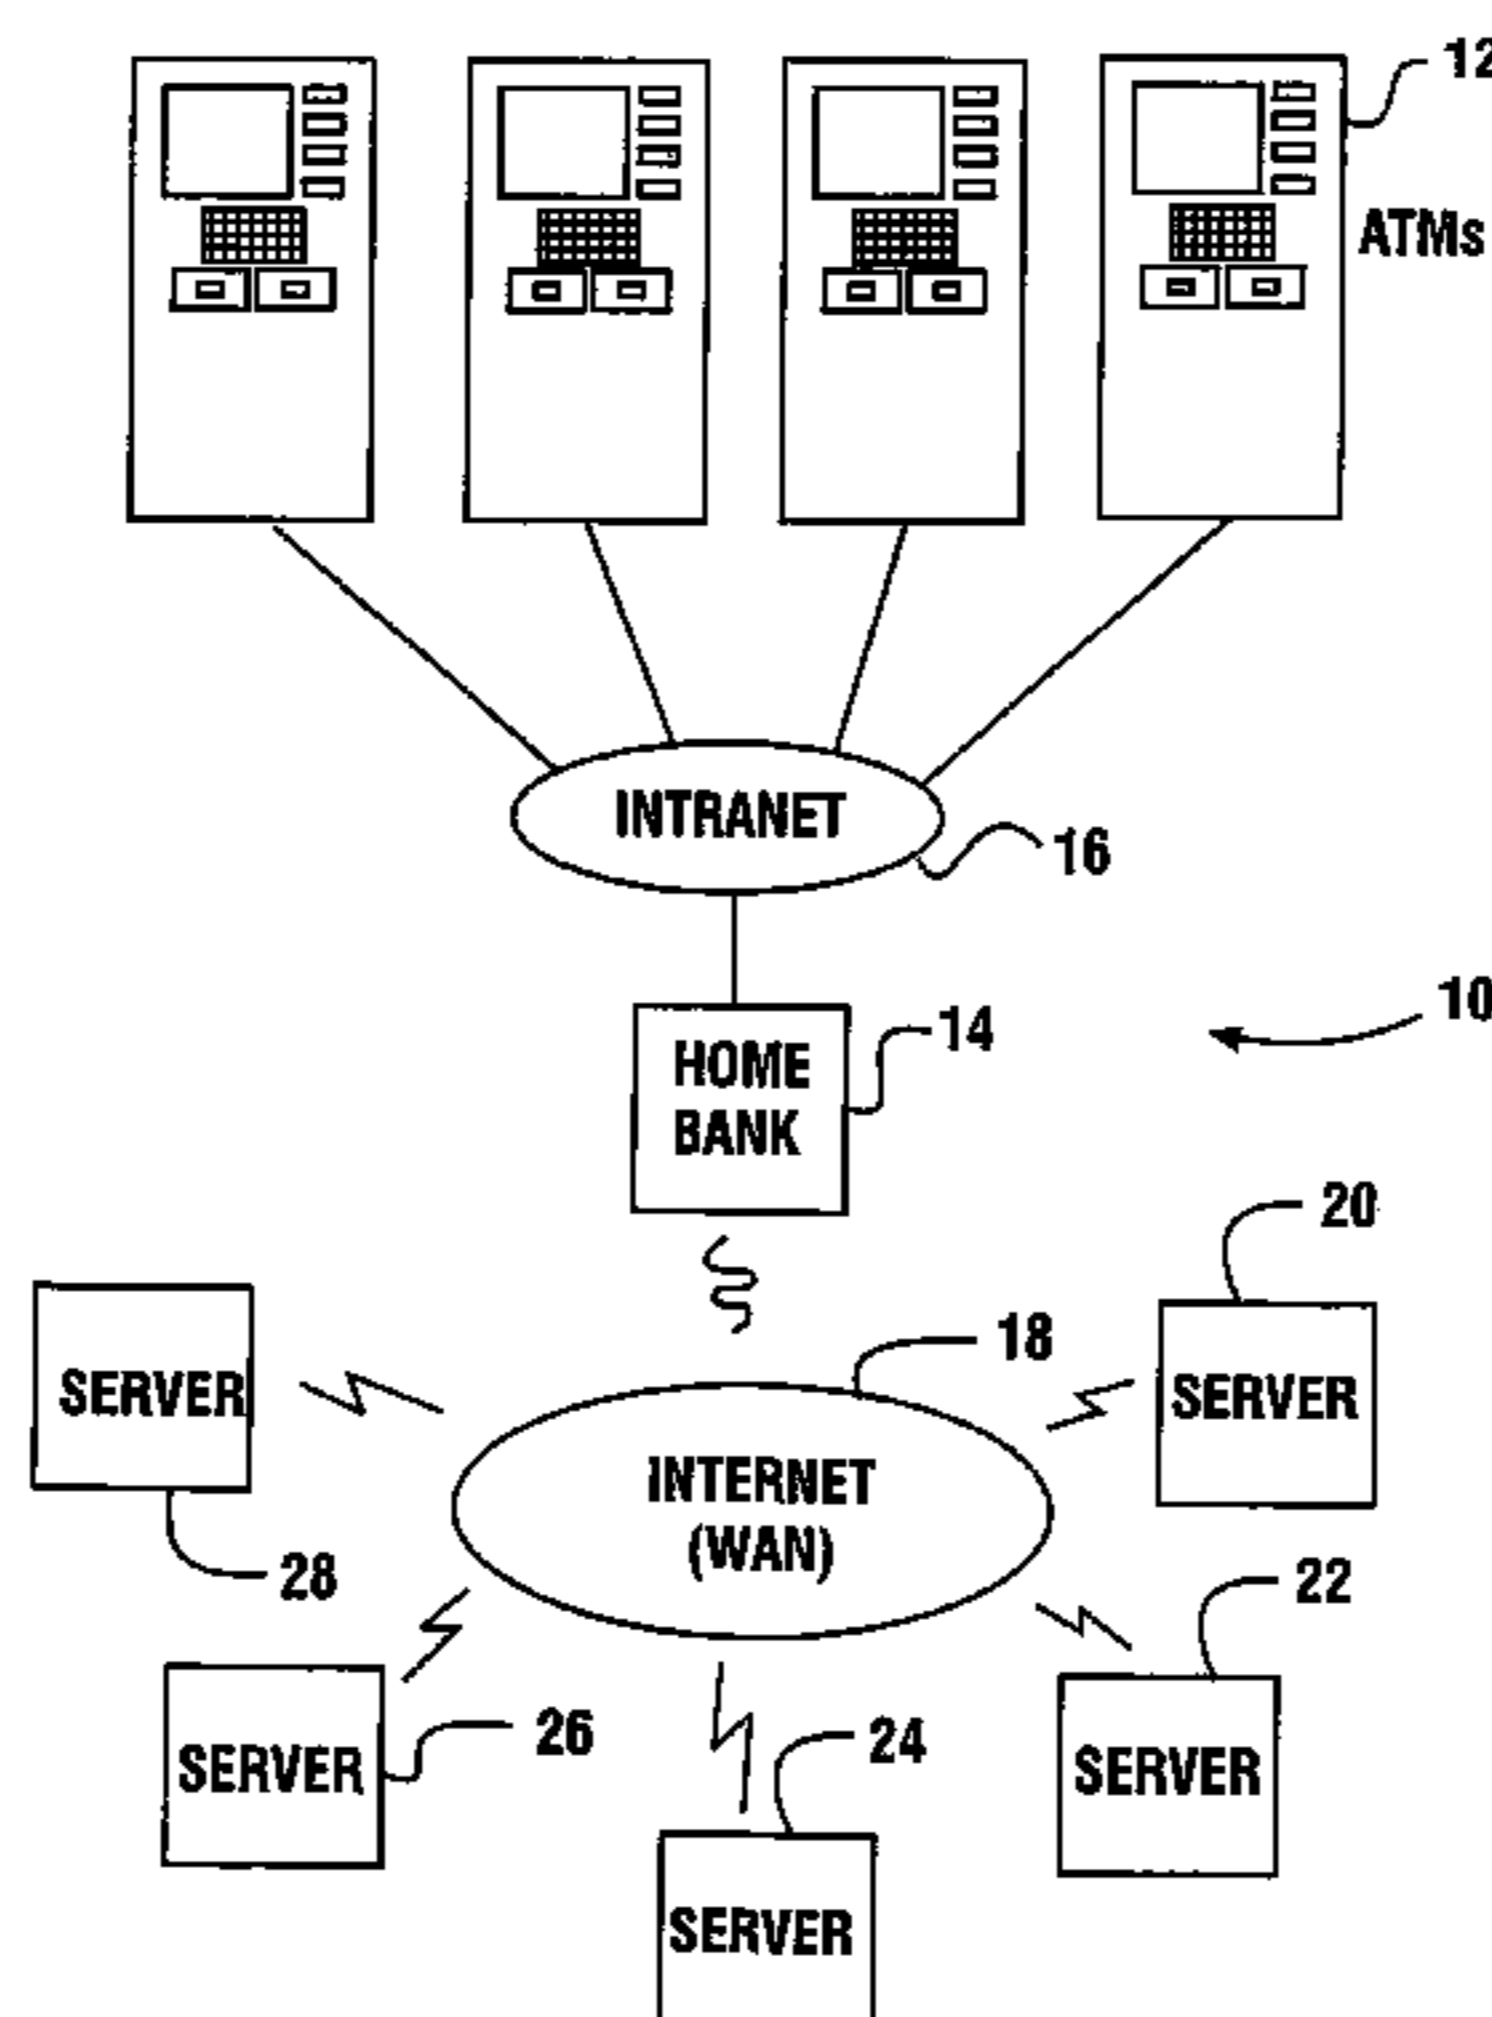 12
ATMs
INTRANET
16
10
14
HOME
BANK
20
18
SERVER
SERVER
INTERNET
(WAN)
28
22
26
24
SERVER
SERVER
SERVER